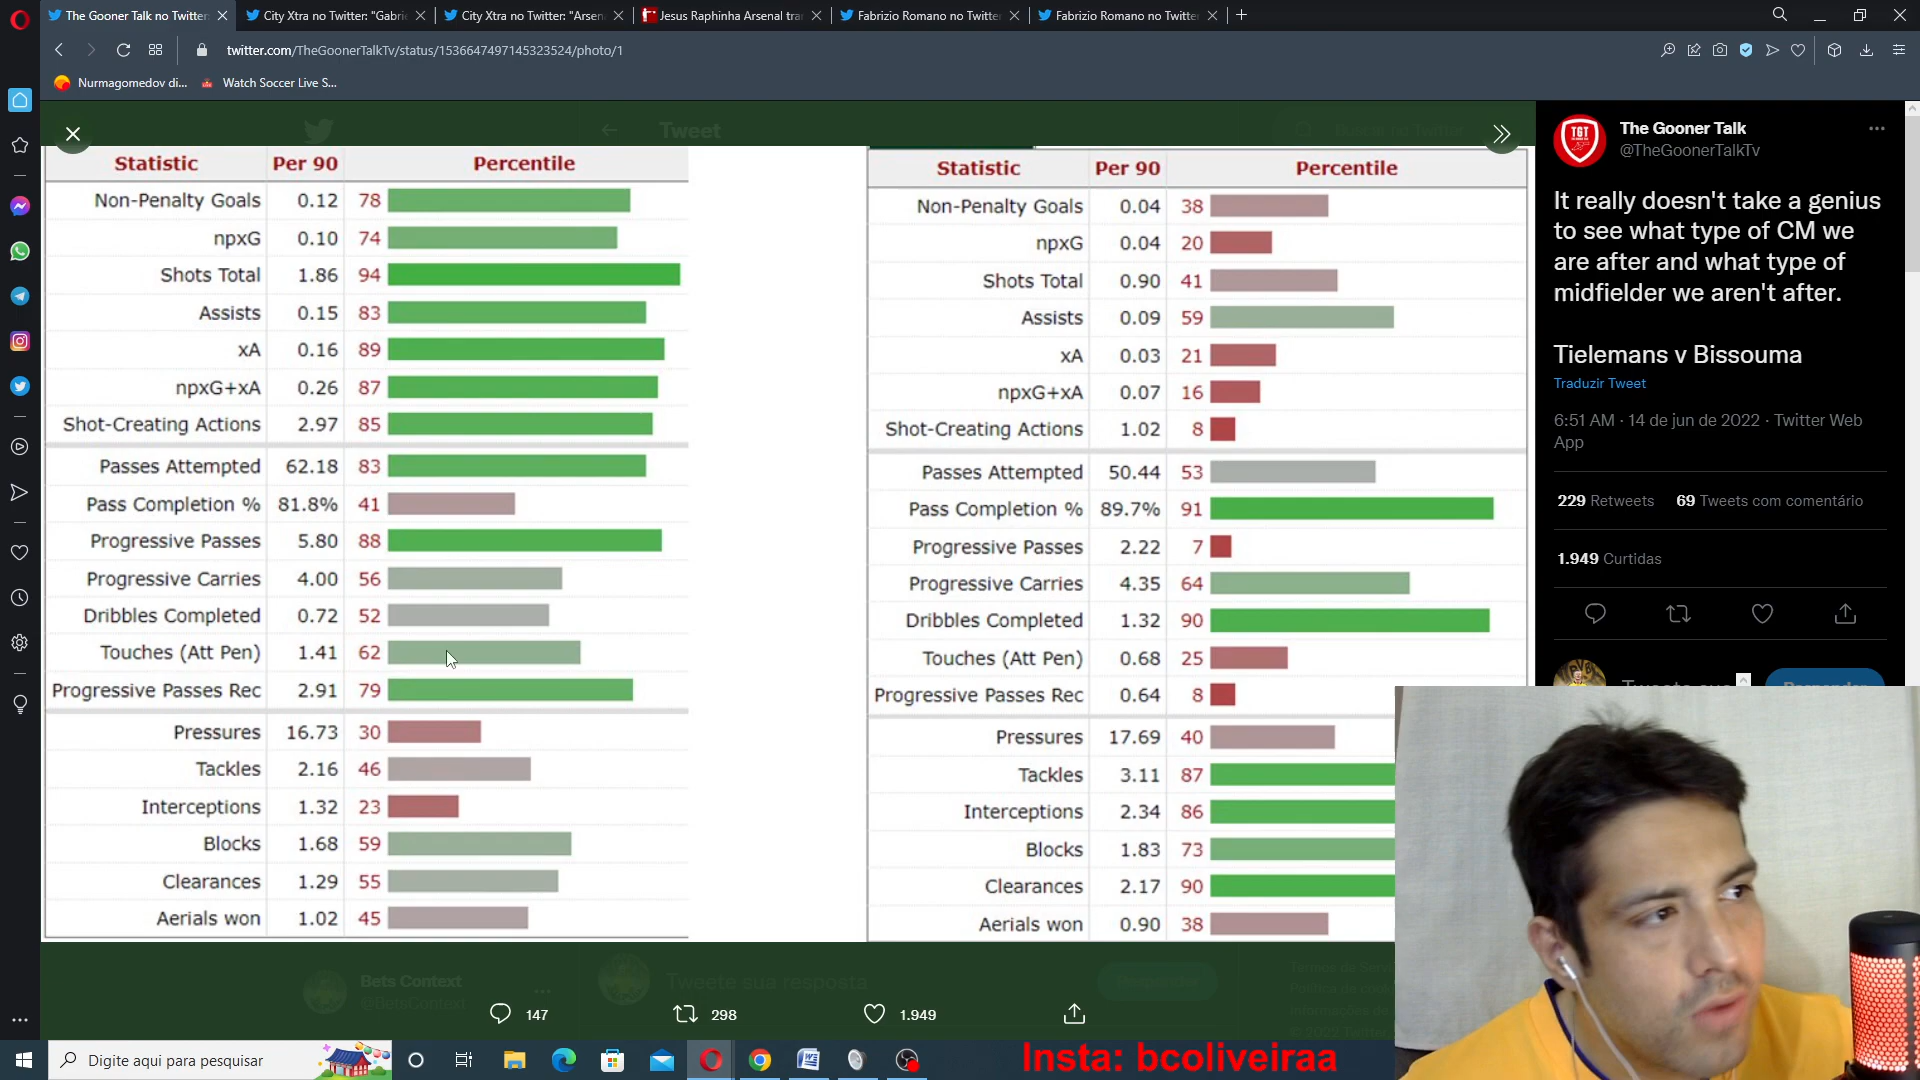 The Gooner Talk no Twitter:
City Xtra no Twitter: "Gabri
City Xtra no Twitter: "Arsen
Jesus Raphinha Arsenal tra
Fabrizio Romano no Twitte
Fabrizio Romano no Twitte
twitter.com/TheGoonerTalkTv/status/1536647497145323524/photo/1
Nurmagomedov di...
Watch Soccer Live S...
Tweet
Statistic Per 90 Percentile
Non-Penalty Goals 0.12 78
npxG 0.10 74
Shots Total 1.86 94
Assists 0.15 83
xA 0.16 89
npxG+xA 0.26 87
Shot-Creating Actions 2.97 85
Passes Attempted 62.18 83
Pass Completion % 81.8% 41
Progressive Passes 5.80 88
Progressive Carries 4.00 56
Dribbles Completed 0.72 52
Touches (Att Pen) 1.41 62
Progressive Passes Rec 2.91 79
Pressures 16.73 30
Tackles 2.16 46
Interceptions 1.32 23
Blocks 1.68 59
Clearances 1.29 55
Aerials won 1.02 45
Statistic Per 90 Percentile
Non-Penalty Goals 0.04 38
npxG 0.04 20
Shots Total 0.90 41
Assists 0.09 59
xA 0.03 21
npxG+xA 0.07 16
Shot-Creating Actions 1.02 8
Passes Attempted 50.44 53
Pass Completion % 89.7% 91
Progressive Passes 2.22 7
Progressive Carries 4.35 64
Dribbles Completed 1.32 90
Touches (Att Pen) 0.68 25
Progressive Passes Rec 0.64 8
Pressures 17.69 40
Tackles 3.11 87
Interceptions 2.34 86
Blocks 1.83 73
Clearances 2.17 90
Aerials won 0.90 38
TGT
The Gooner Talk
@TheGoonerTalkTv
It really doesn't take a genius
to see what type of CM we
are after and what type of
midfielder we aren't after.
Tielemans v Bissouma
Traduzir Tweet
6:51 AM · 14 de jun de 2022 · Twitter Web
App
229 Retweets 69 Tweets com comentário
1.949 Curtidas
Bets Context
@BetsContext
Tweete sua resposta
147 298 1.949
Digite aqui para pesquisar
Insta: bcoliveiraa